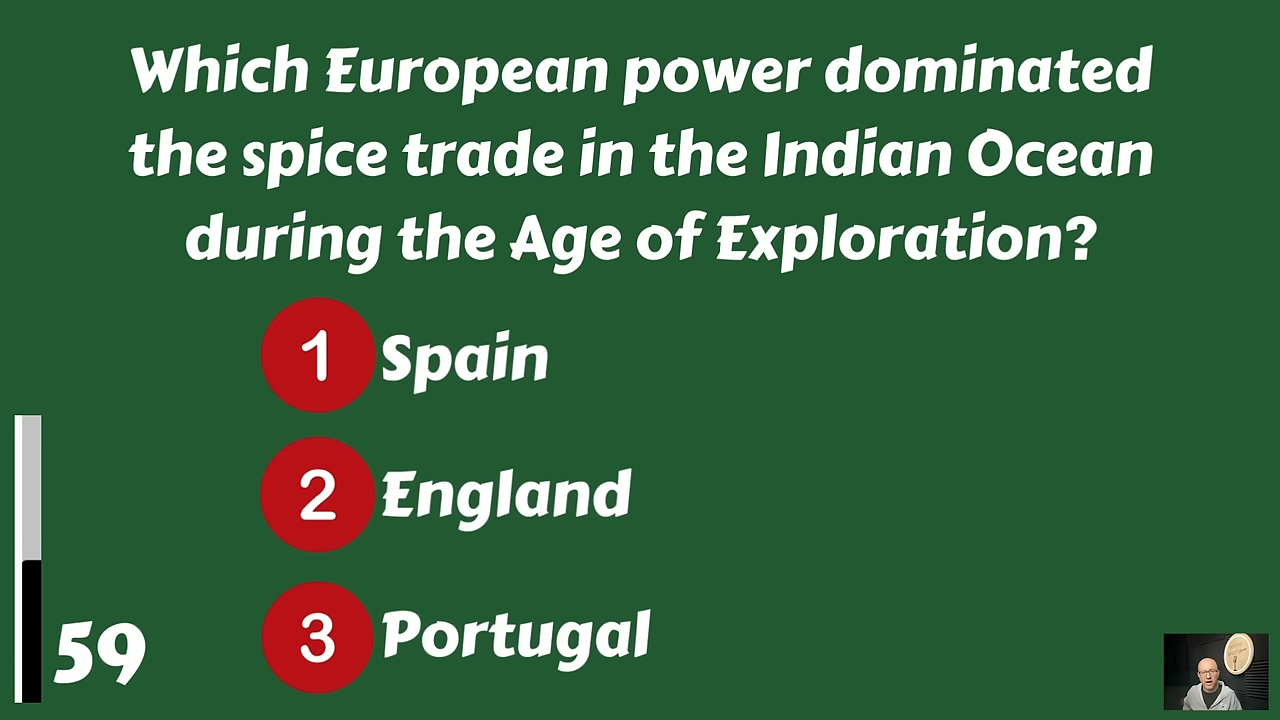 Which European power dominated
the spice trade in the Indian Ocean
during the Age of Exploration?
1 Spain
2 England
3 Portugal
59